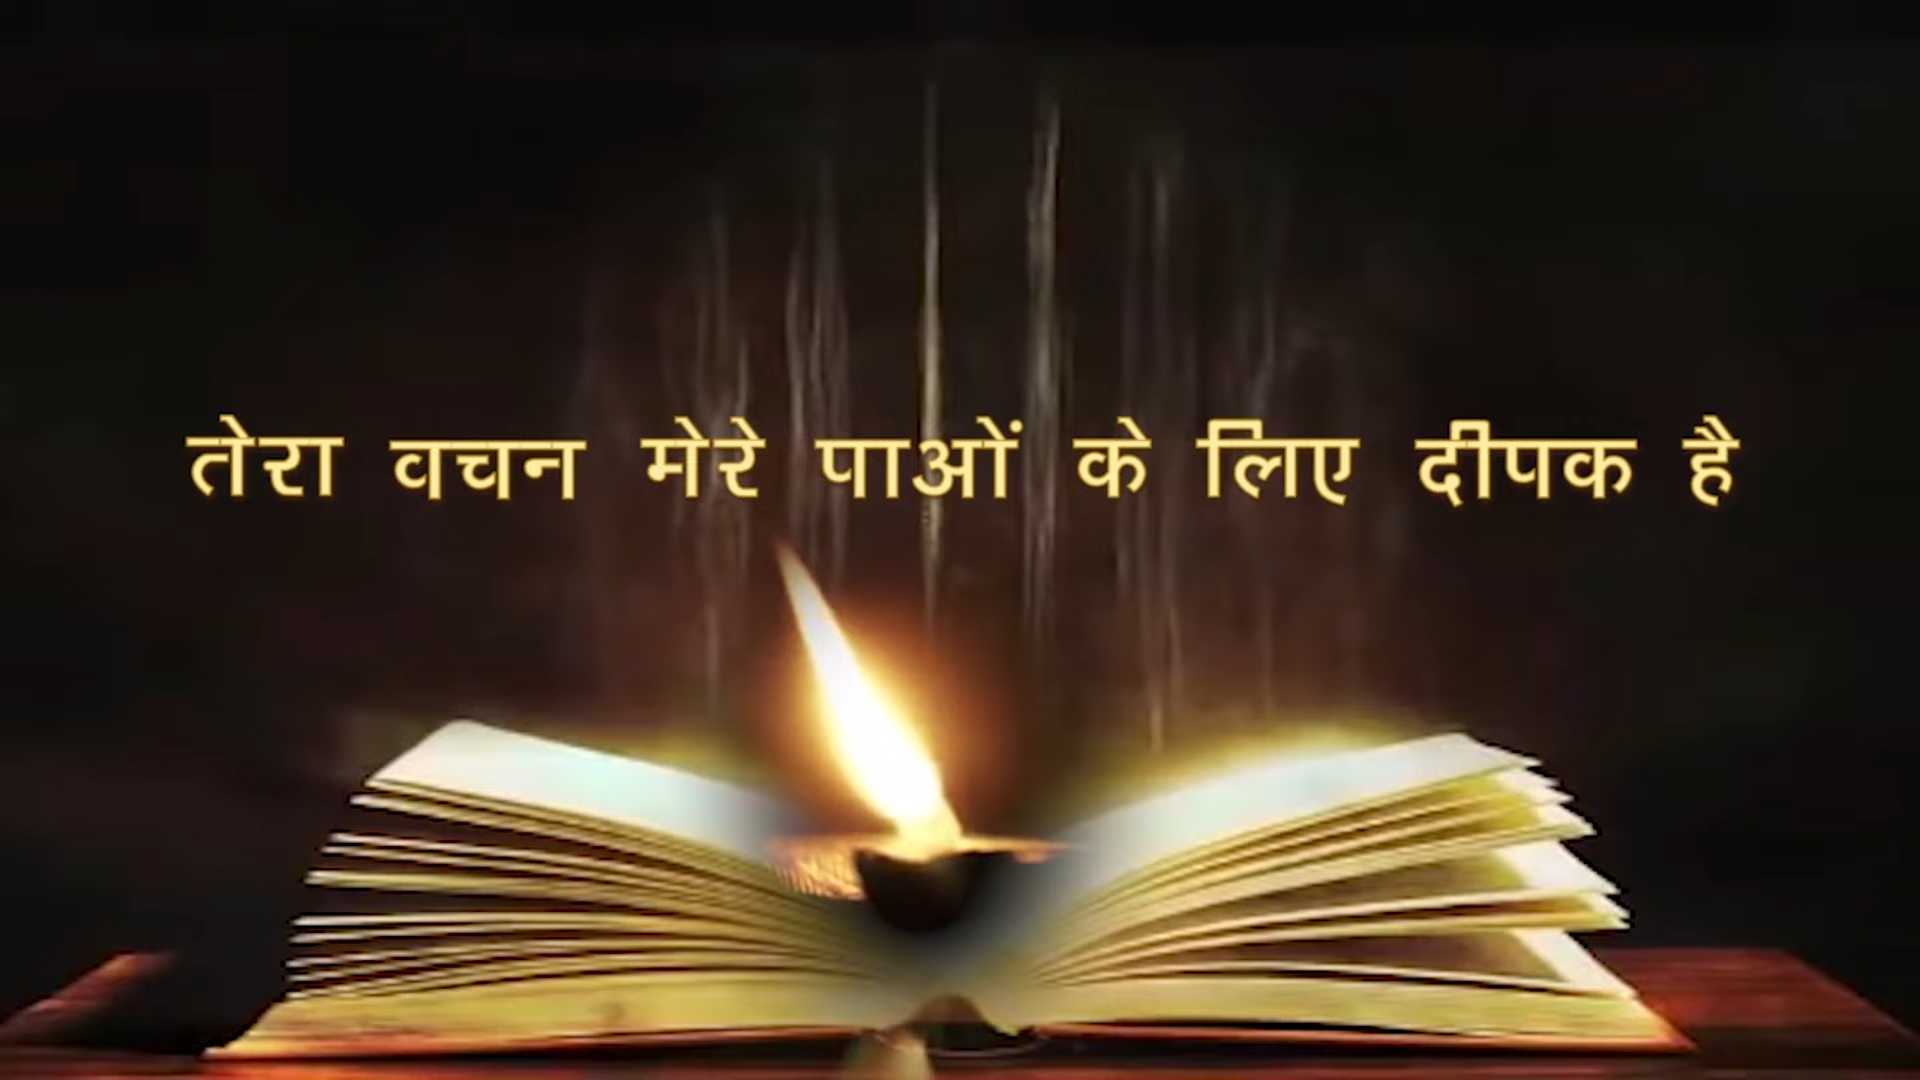 तेरा वचन मेरे पाओं के लिए दीपक है